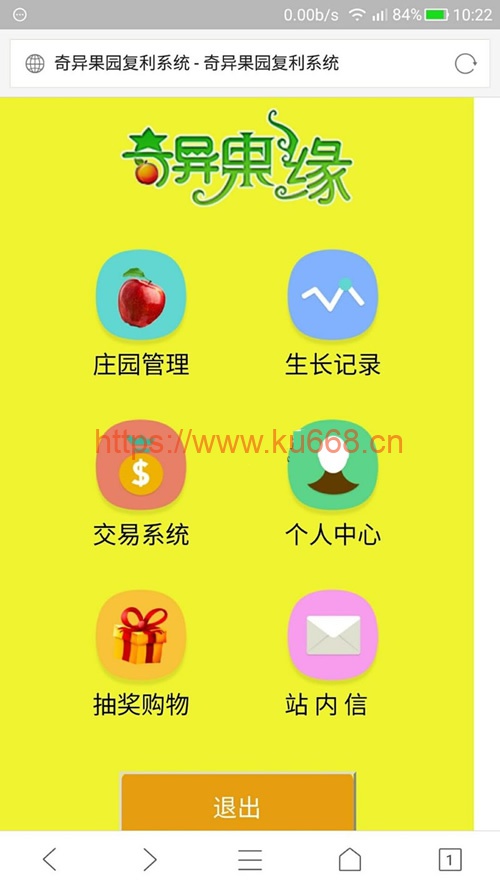 0.00b/s 84% 10:22
奇异果园复利系统 - 奇异果园复利系统
奇异果缘
庄园管理 生长记录
https://www.ku668.cn
$
交易系统 个人中心
抽奖购物 站内信
退出
1